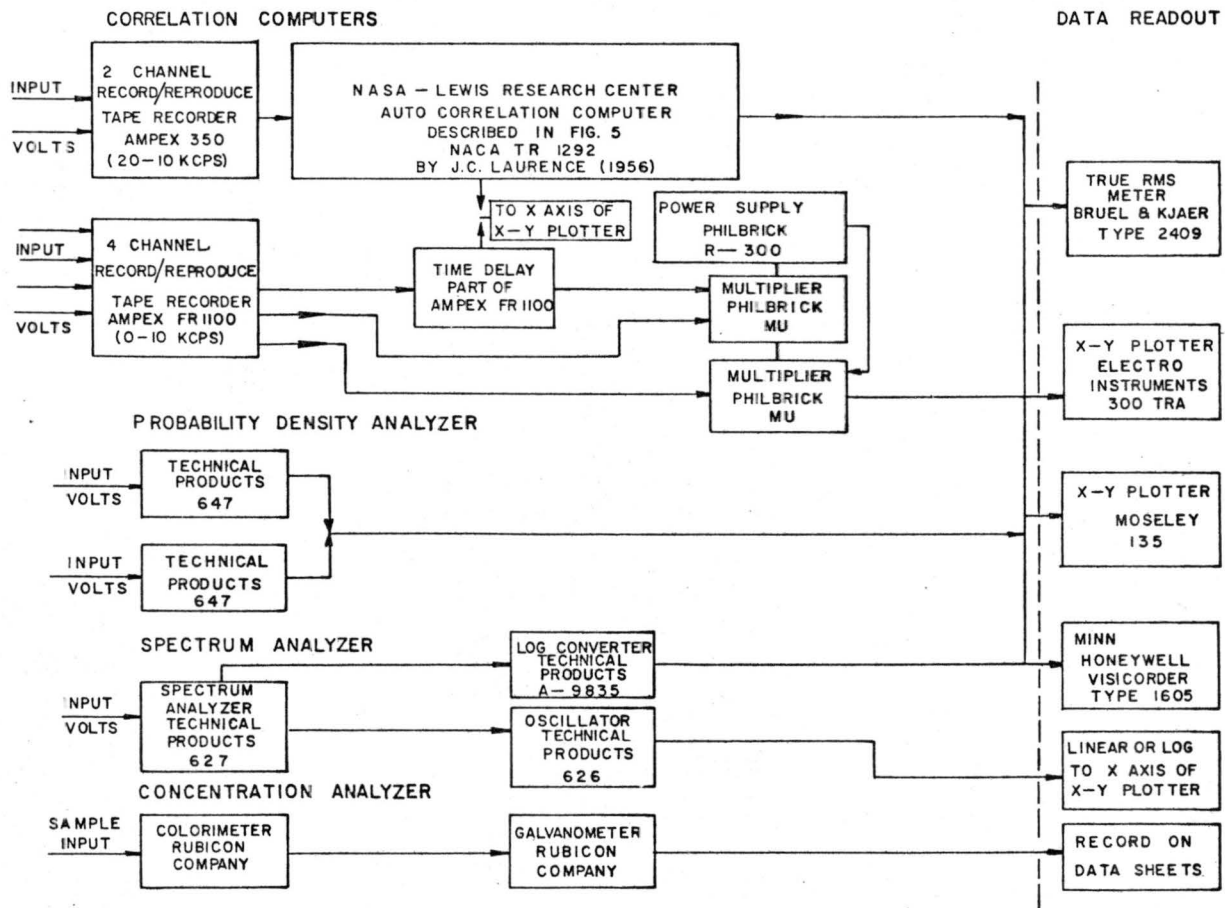 CORRELATION COMPUTERS
DATA READOUT
INPUT
VOLTS
2 CHANNEL
RECORD/REPRODUCE
TAPE RECORDER
AMPEX 350
(20-10 KCPS)
NASA - LEWIS RESEARCH CENTER
AUTO CORRELATION COMPUTER
DESCRIBED IN FIG. 5
NACA TR 1292
BY J.C. LAURENCE (1956)
TRUE RMS
METER
BRUEL & KJAER
TYPE 2409
TO X AXIS OF
X-Y PLOTTER
POWER SUPPLY
PHILBRICK
R-300
INPUT
VOLTS
4 CHANNEL
RECORD/REPRODUCE
TAPE RECORDER
AMPEX FR1100
(0-10 KCPS)
TIME DELAY
PART OF
AMPEX FR1100
MULTIPLIER
PHILBRICK
MU
MULTIPLIER
PHILBRICK
MU
X-Y PLOTTER
ELECTRO
INSTRUMENTS
300 TRA
PROBABILITY DENSITY ANALYZER
INPUT
VOLTS
TECHNICAL
PRODUCTS
647
X-Y PLOTTER
MOSELEY
135
INPUT
VOLTS
TECHNICAL
PRODUCTS
647
SPECTRUM ANALYZER
LOG CONVERTER
TECHNICAL
PRODUCTS
A-9835
MINN
HONEYWELL
VISICORDER
TYPE 1605
INPUT
VOLTS
SPECTRUM
ANALYZER
TECHNICAL
PRODUCTS
627
OSCILLATOR
TECHNICAL
PRODUCTS
626
LINEAR OR LOG
TO X AXIS OF
X-Y PLOTTER
CONCENTRATION ANALYZER
SAMPLE
INPUT
COLORIMETER
RUBICON
COMPANY
GALVANOMETER
RUBICON
COMPANY
RECORD ON
DATA SHEETS